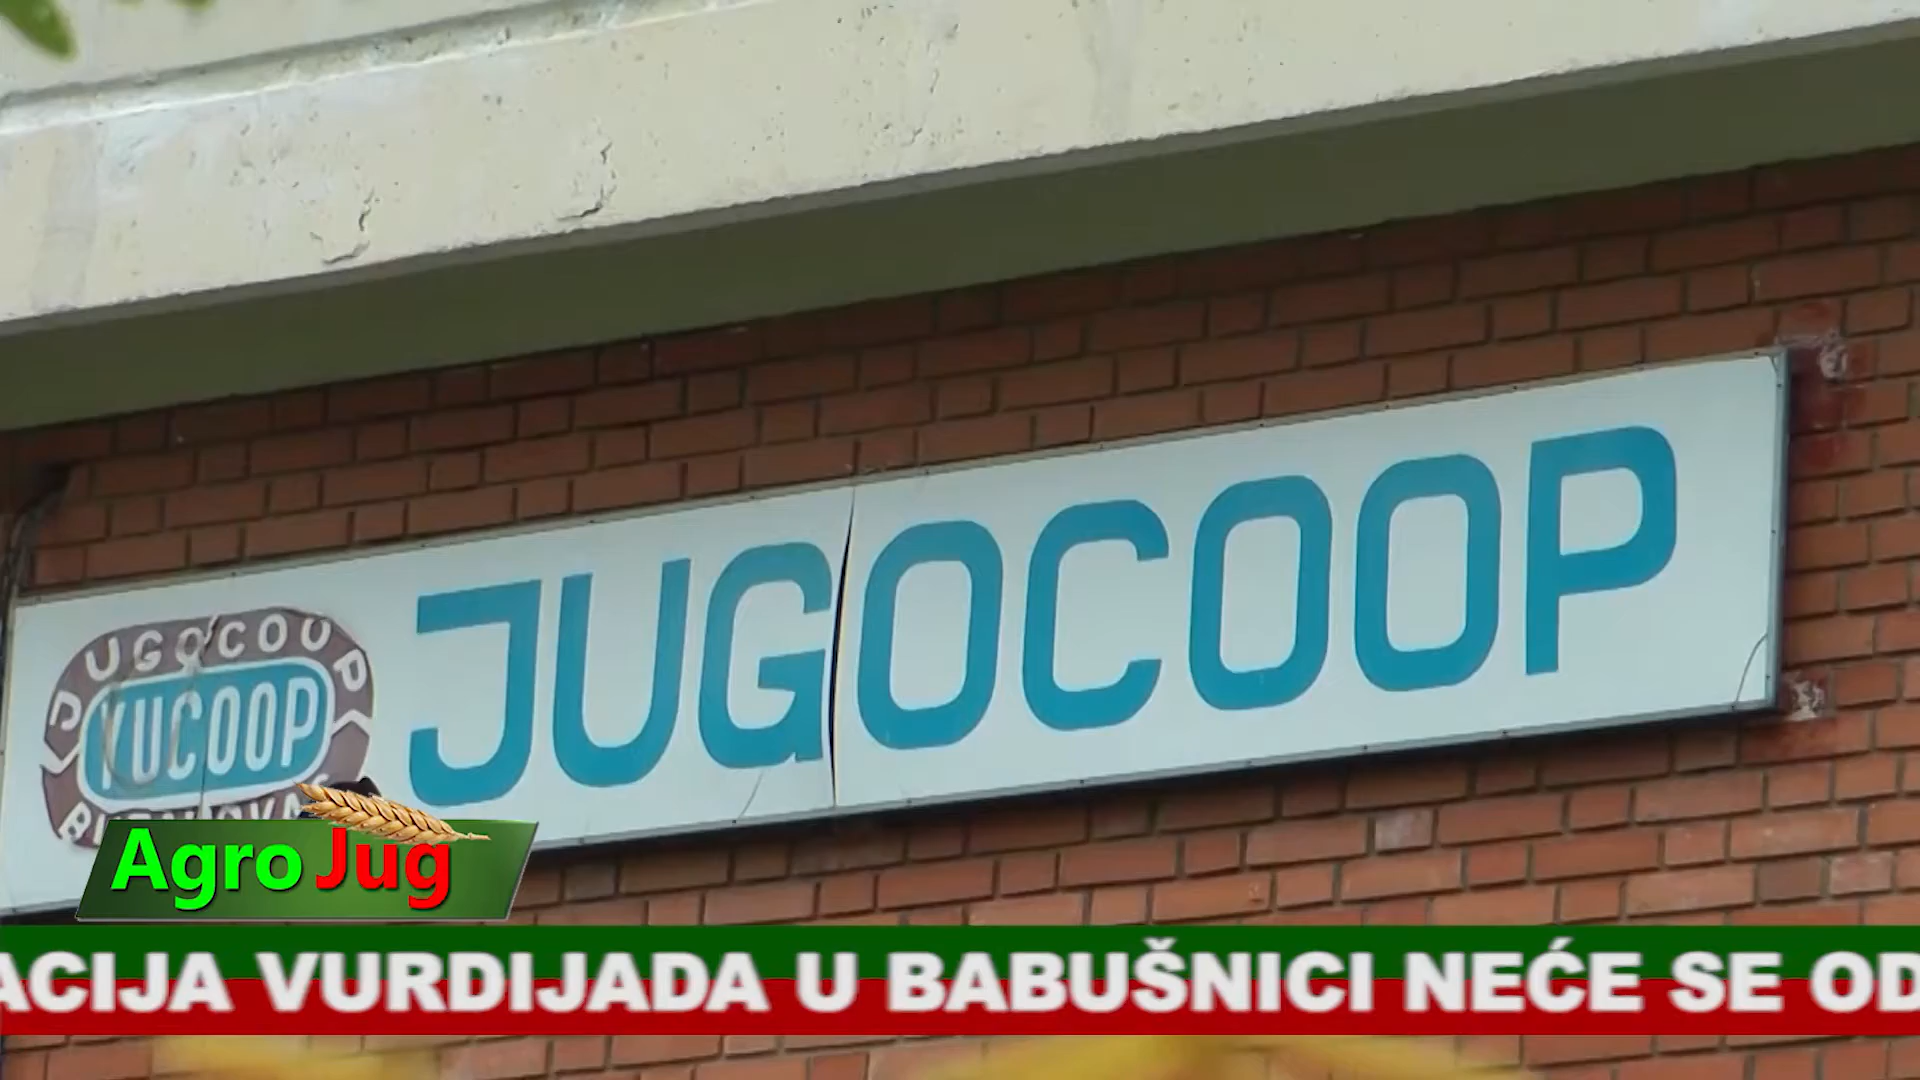 JUGOCOOP
JUGOCOOP
YUCOOP
Agro Jug
ACIJA VURDIJADA U BABUŠNICI NEĆE SE OD